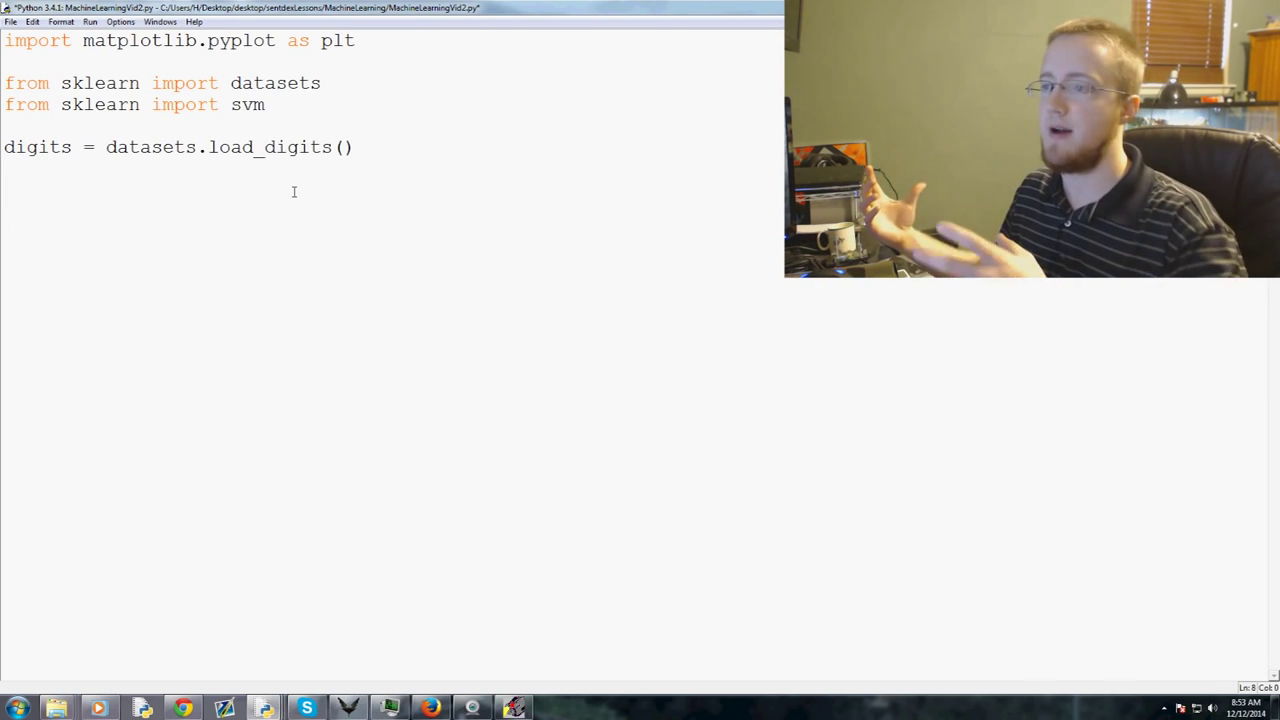 *Python 3.4.1: MachineLearningVid2.py - C:/Users/H/Desktop/desktop/sentdexLessons/MachineLearning/MachineLearningVid2.py*
File Edit Format Run Options Windows Help
import matplotlib.pyplot as plt
from sklearn import datasets
from sklearn import svm
digits = datasets.load_digits()
Ln: 8 Col: 0
8:53 AM
12/12/2014